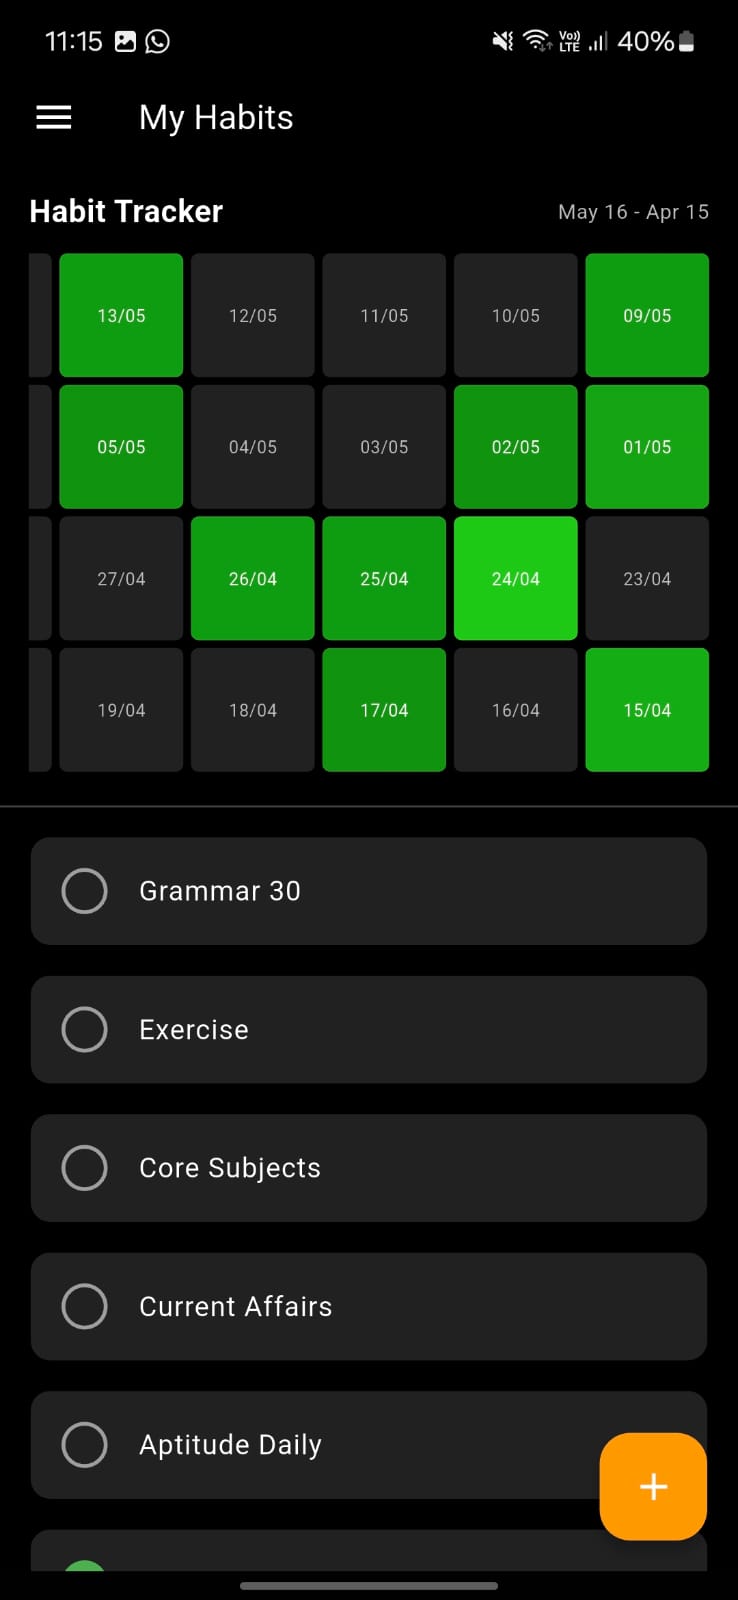 11:15 Vo)) LTE 40%
My Habits
Habit Tracker May 16 - Apr 15
13/05 12/05 11/05 10/05 09/05
05/05 04/05 03/05 02/05 01/05
27/04 26/04 25/04 24/04 23/04
19/04 18/04 17/04 16/04 15/04
Grammar 30
Exercise
Core Subjects
Current Affairs
Aptitude Daily
+